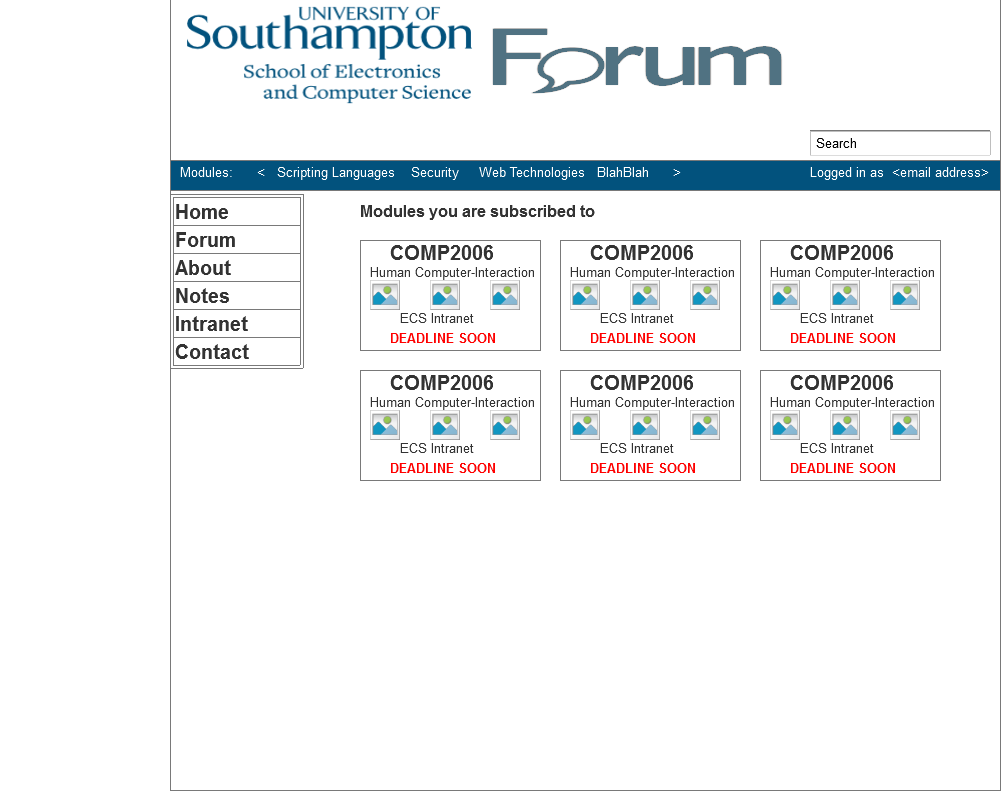 UNIVERSITY OF
Southampton
School of Electronics
and Computer Science
Forum
Search
Modules: < Scripting Languages Security Web Technologies BlahBlah > Logged in as <email address>
Home
Forum
About
Notes
Intranet
Contact
Modules you are subscribed to
COMP2006
Human Computer-Interaction
ECS Intranet
DEADLINE SOON
COMP2006
Human Computer-Interaction
ECS Intranet
DEADLINE SOON
COMP2006
Human Computer-Interaction
ECS Intranet
DEADLINE SOON
COMP2006
Human Computer-Interaction
ECS Intranet
DEADLINE SOON
COMP2006
Human Computer-Interaction
ECS Intranet
DEADLINE SOON
COMP2006
Human Computer-Interaction
ECS Intranet
DEADLINE SOON